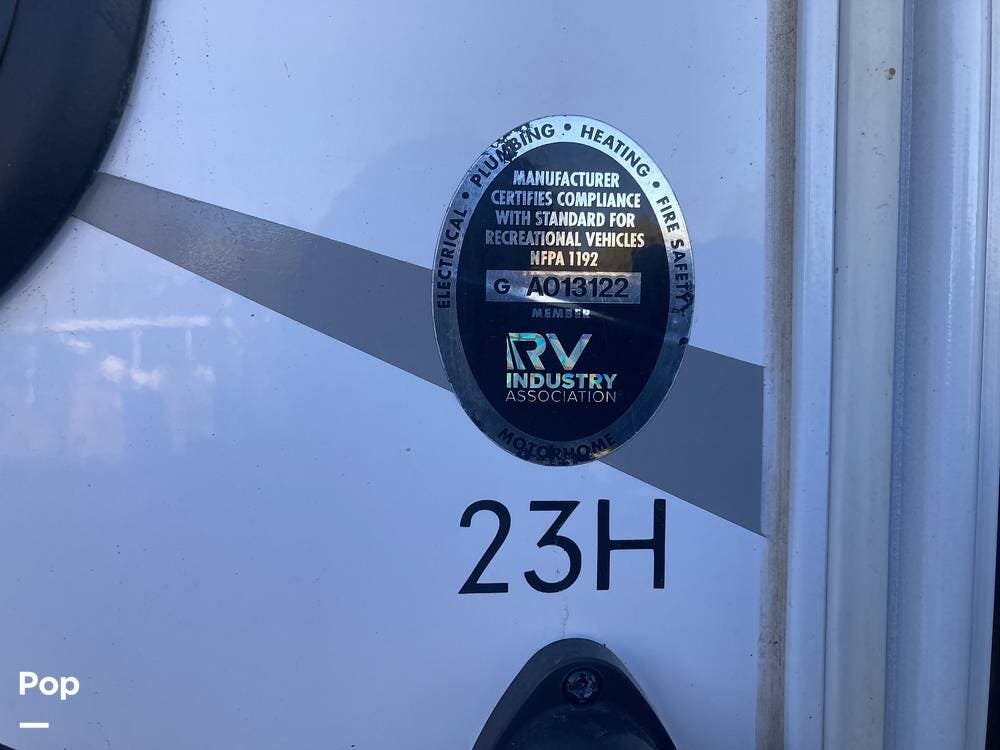 ELECTRICAL • PLUMBING • HEATING • FIRE SAFETY
MANUFACTURER
CERTIFIES COMPLIANCE
WITH STANDARD FOR
RECREATIONAL VEHICLES
NFPA 1192
G A013122
MEMBER
RV
INDUSTRY
ASSOCIATION
MOTORHOME
23H
Pop